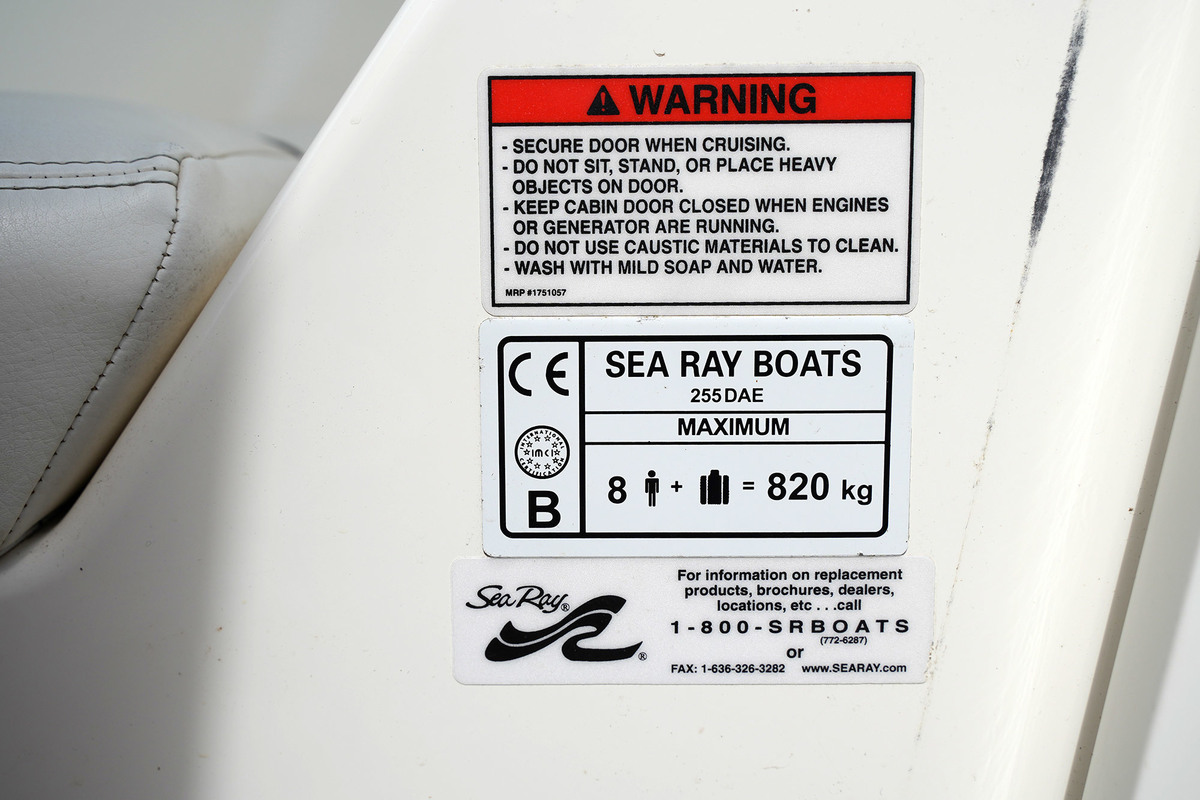 WARNING
- SECURE DOOR WHEN CRUISING.
- DO NOT SIT, STAND, OR PLACE HEAVY
OBJECTS ON DOOR.
- KEEP CABIN DOOR CLOSED WHEN ENGINES
OR GENERATOR ARE RUNNING.
- DO NOT USE CAUSTIC MATERIALS TO CLEAN.
- WASH WITH MILD SOAP AND WATER.
MRP #1751057
CE
SEA RAY BOATS
255DAE
MAXIMUM
INTERNATIONAL
IMCI
CERTIFICATION
B
8 + = 820 kg
Sea Ray®
®
For information on replacement
products, brochures, dealers,
locations, etc . . .call
1-800-SRBOATS
(772-6287)
or
FAX: 1-636-326-3282 www.SEARAY.com